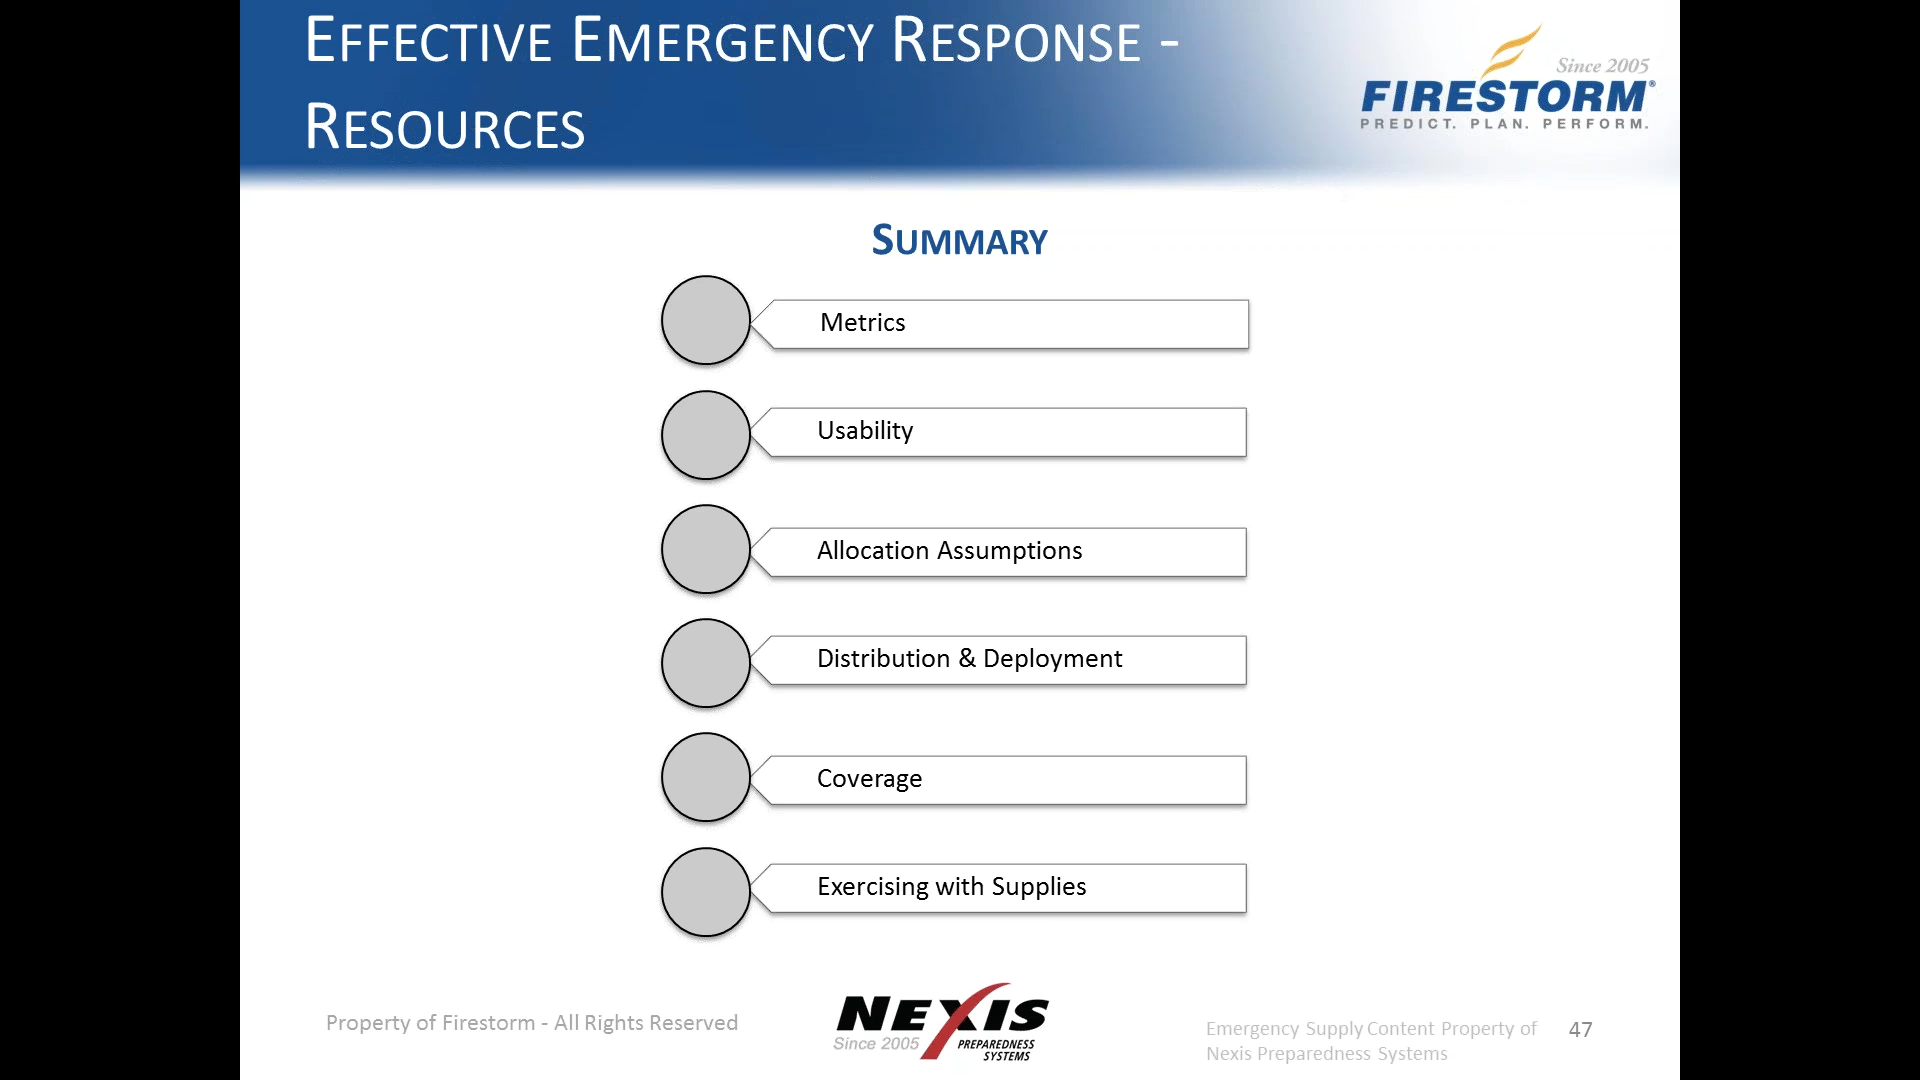 Effective Emergency Response -
Resources
Since 2005
FIRESTORM®
PREDICT. PLAN. PERFORM.
Summary
Metrics
Usability
Allocation Assumptions
Distribution & Deployment
Coverage
Exercising with Supplies
Property of Firestorm - All Rights Reserved
NEXIS
Since 2005
PREPAREDNESS
SYSTEMS
Emergency Supply Content Property of
Nexis Preparedness Systems
47